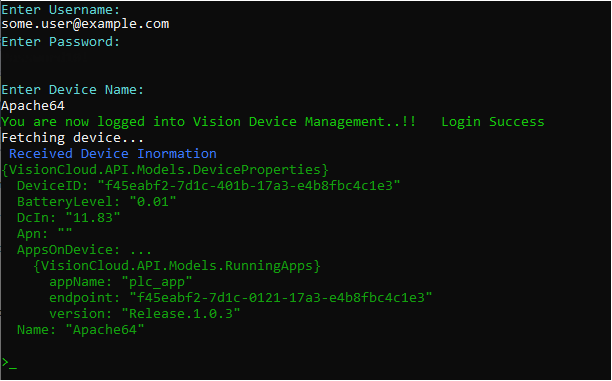 Enter Username:
some.user@example.com
Enter Password:
Enter Device Name:
Apache64
You are now logged into Vision Device Management..!!   Login Success
Fetching device...
Received Device Inormation
{VisionCloud.API.Models.DeviceProperties}
DeviceID: "f45eabf2-7d1c-401b-17a3-e4b8fbc4c1e3"
BatteryLevel: "0.01"
DcIn: "11.83"
Apn: ""
AppsOnDevice: ...
{VisionCloud.API.Models.RunningApps}
appName: "plc_app"
endpoint: "f45eabf2-7d1c-0121-17a3-e4b8fbc4c1e3"
version: "Release.1.0.3"
Name: "Apache64"
>_